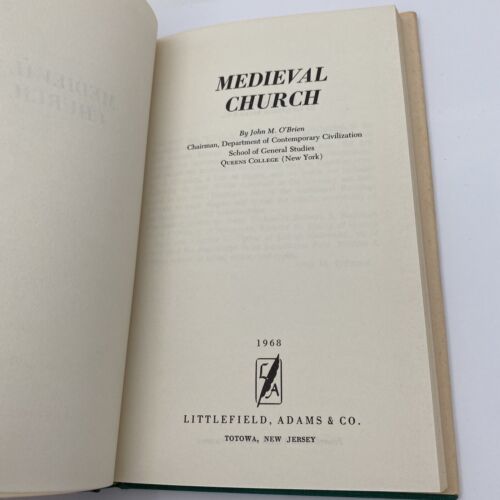 MEDIEVAL
CHURCH
By John M. O'Brien
Chairman, Department of Contemporary Civilization
School of General Studies
QUEENS COLLEGE (New York)
1968
L
A
LITTLEFIELD, ADAMS & CO.
TOTOWA, NEW JERSEY